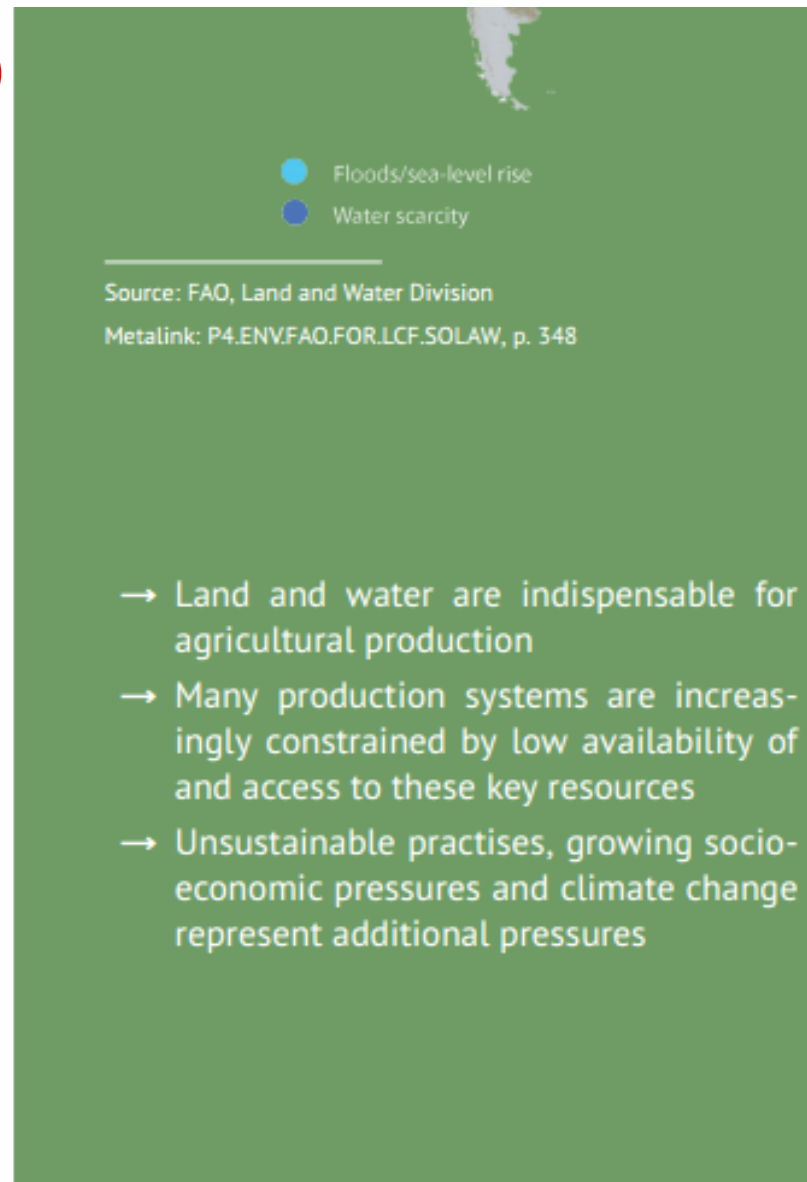 Floods/sea-level rise
Water scarcity
Source: FAO, Land and Water Division
Metalink: P4.ENV.FAO.FOR.LCF.SOLAW, p. 348
→ Land and water are indispensable for
agricultural production
→ Many production systems are increas-
ingly constrained by low availability of
and access to these key resources
→ Unsustainable practises, growing socio-
economic pressures and climate change
represent additional pressures